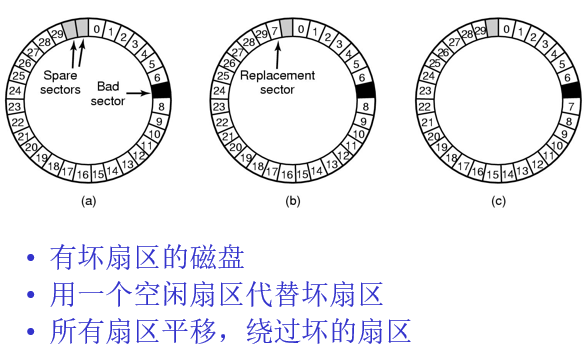 0 1 2 3 4 5 6 8 9 10 11 12 13 14 15 16 17 18 19 20 21 22 23 24 25 26 27 28 29
Spare
sectors
Bad
sector
(a)
0 1 2 3 4 5 6 8 9 10 11 12 13 14 15 16 17 18 19 20 21 22 23 24 25 26 27 28 29 7
Replacement
sector
(b)
0 1 2 3 4 5 6 7 8 9 10 11 12 13 14 15 16 17 18 19 20 21 22 23 24 25 26 27 28 29
(c)
• 有坏扇区的磁盘
• 用一个空闲扇区代替坏扇区
• 所有扇区平移，绕过坏的扇区